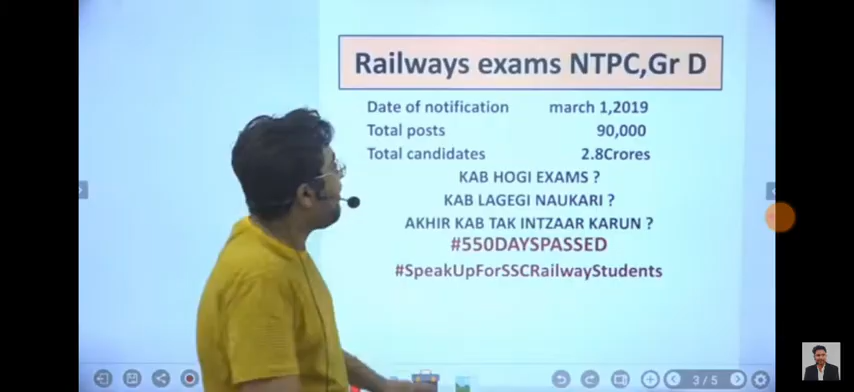 Railways exams NTPC,Gr D
Date of notification march 1,2019
Total posts 90,000
Total candidates 2.8Crores
KAB HOGI EXAMS ?
KAB LAGEGI NAUKARI ?
AKHIR KAB TAK INTZAAR KARUN ?
#550DAYSPASSED
#SpeakUpForSSCRailwayStudents
3 / 5